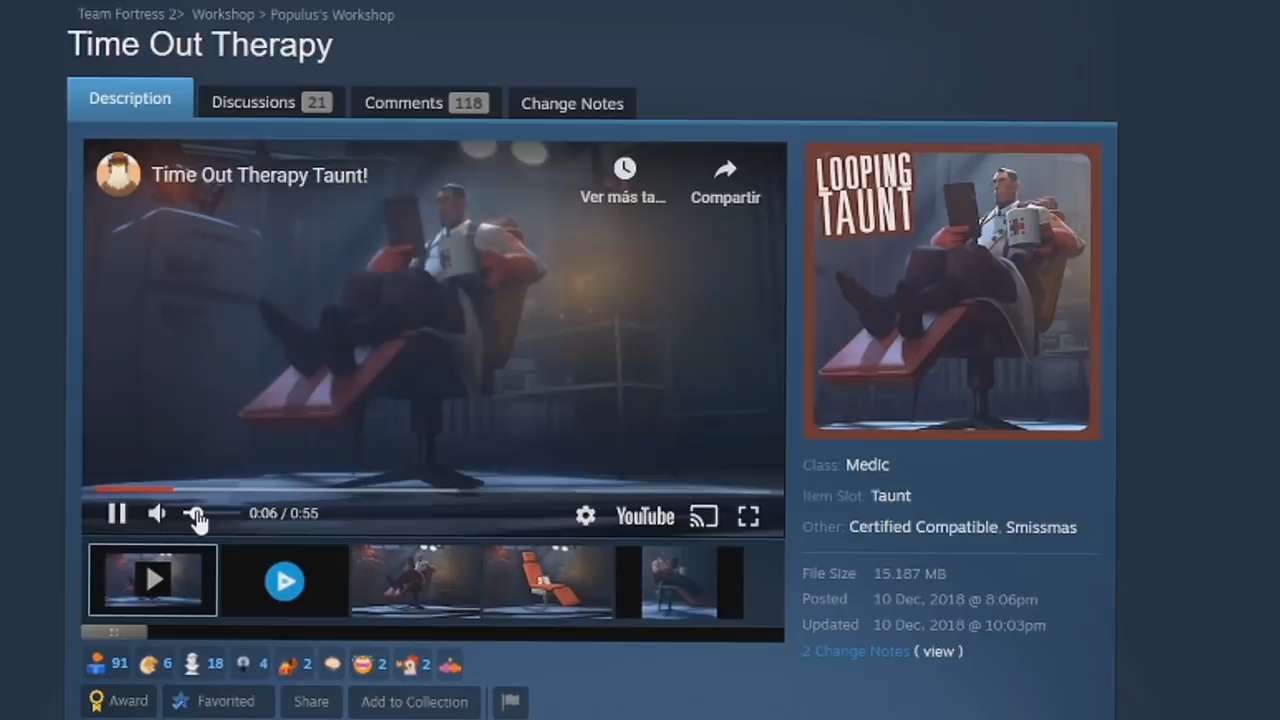 Team Fortress 2> Workshop > Populus's Workshop
Time Out Therapy
Description
Discussions 21
Comments 118
Change Notes
Time Out Therapy Taunt!
Ver más ta...
Compartir
0:06 / 0:55
YouTube
LOOPING
TAUNT
Class: Medic
Item Slot: Taunt
Other: Certified Compatible, Smissmas
File Size 15.187 MB
Posted 10 Dec, 2018 @ 8:06pm
Updated 10 Dec, 2018 @ 10:03pm
2 Change Notes ( view )
91 6 18 4 2 2 2
Award
Favorited
Share
Add to Collection